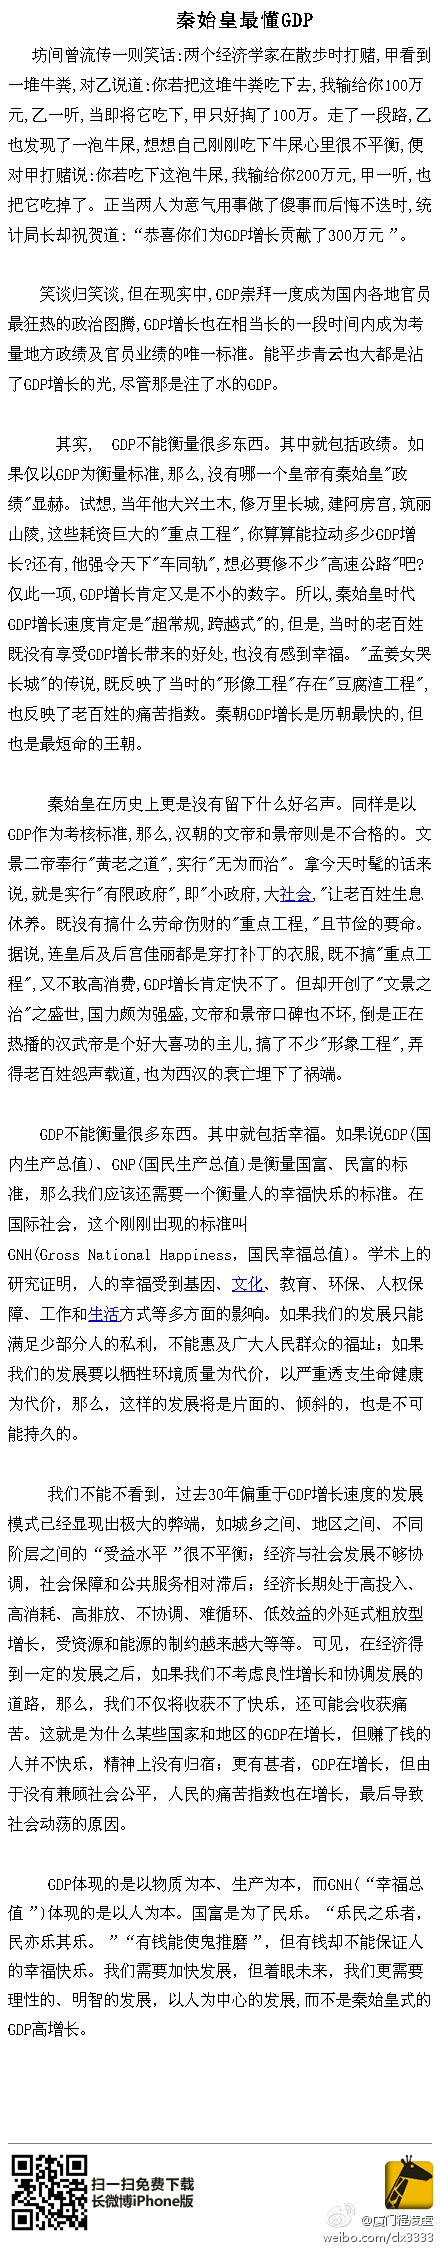 秦始皇最懂GDP
坊间曾流传一则笑话:两个经济学家在散步时打赌,甲看到
一堆牛粪,对乙说道:你若把这堆牛粪吃下去,我输给你100万
元,乙一听,当即将它吃下,甲只好掏了100万。走了一段路,乙
也发现了一泡牛屎,想想自己刚刚吃下牛屎心里很不平衡,便
对甲打赌说:你若吃下这泡牛屎,我输给你200万元,甲一听,也
把它吃掉了。正当两人为意气用事做了傻事而后悔不迭时,统
计局长却祝贺道:“恭喜你们为GDP增长贡献了300万元”。
笑谈归笑谈,但在现实中,GDP崇拜一度成为国内各地官员
最狂热的政治图腾,GDP增长也在相当长的一段时间内成为考
量地方政绩及官员业绩的唯一标准。能平步青云也大都是沾
了GDP增长的光,尽管那是注了水的GDP。
其实, GDP不能衡量很多东西。其中就包括政绩。如
果仅以GDP为衡量标准,那么,没有哪一个皇帝有秦始皇"政
绩"显赫。试想,当年他大兴土木,修万里长城,建阿房宫,筑丽
山陵,这些耗资巨大的"重点工程",你算算能拉动多少GDP增
长?还有,他强令天下"车同轨",想必要修不少"高速公路"吧?
仅此一项,GDP增长肯定又是不小的数字。所以,秦始皇时代
GDP增长速度肯定是"超常规,跨越式"的,但是,当时的老百姓
既没有享受GDP增长带来的好处,也没有感到幸福。"孟姜女哭
长城"的传说,既反映了当时的"形像工程"存在"豆腐渣工程",
也反映了老百姓的痛苦指数。秦朝GDP增长是历朝最快的,但
也是最短命的王朝。
秦始皇在历史上更是没有留下什么好名声。同样是以
GDP作为考核标准,那么,汉朝的文帝和景帝则是不合格的。文
景二帝奉行"黄老之道",实行"无为而治"。拿今天时髦的话来
说,就是实行"有限政府",即"小政府,大社会,"让老百姓生息
休养。既没有搞什么劳命伤财的"重点工程,"且节俭的要命。
据说,连皇后及后宫佳丽都是穿打补丁的衣服,既不搞"重点工
程",又不敢高消费,GDP增长肯定快不了。但却开创了"文景之
治"之盛世,国力颇为强盛,文帝和景帝口碑也不坏,倒是正在
热播的汉武帝是个好大喜功的主儿,搞了不少"形象工程",弄
得老百姓怨声载道,也为西汉的衰亡埋下了祸端。
GDP不能衡量很多东西。其中就包括幸福。如果说GDP(国
内生产总值)、GNP(国民生产总值)是衡量国富、民富的标
准，那么我们应该还需要一个衡量人的幸福快乐的标准。在
国际社会，这个刚刚出现的标准叫
GNH(Gross National Happiness，国民幸福总值)。学术上的
研究证明，人的幸福受到基因、文化、教育、环保、人权保
障、工作和生活方式等多方面的影响。如果我们的发展只能
满足少部分人的私利，不能惠及广大人民群众的福址；如果
我们的发展要以牺牲环境质量为代价，以严重透支生命健康
为代价，那么，这样的发展将是片面的、倾斜的，也是不可
能持久的。
我们不能不看到，过去30年偏重于GDP增长速度的发展
模式已经显现出极大的弊端，如城乡之间、地区之间、不同
阶层之间的“受益水平”很不平衡；经济与社会发展不够协
调，社会保障和公共服务相对滞后；经济长期处于高投入、
高消耗、高排放、不协调、难循环、低效益的外延式粗放型
增长，受资源和能源的制约越来越大等等。可见，在经济得
到一定的发展之后，如果我们不考虑良性增长和协调发展的
道路，那么，我们不仅将收获不了快乐，还可能会收获痛
苦。这就是为什么某些国家和地区的GDP在增长，但赚了钱的
人并不快乐，精神上没有归宿；更有甚者，GDP在增长，但由
于没有兼顾社会公平，人民的痛苦指数也在增长，最后导致
社会动荡的原因。
GDP体现的是以物质为本、生产为本，而GNH(“幸福总
值”)体现的是以人为本。国富是为了民乐。“乐民之乐者，
民亦乐其乐。”“有钱能使鬼推磨”，但有钱却不能保证人
的幸福快乐。我们需要加快发展，但着眼未来，我们更需要
理性的、明智的发展，以人为中心的发展,而不是秦始皇式的
GDP高增长。
扫一扫免费下载
长微博iPhone版
@厦门程凌虚
weibo.com/clx3333